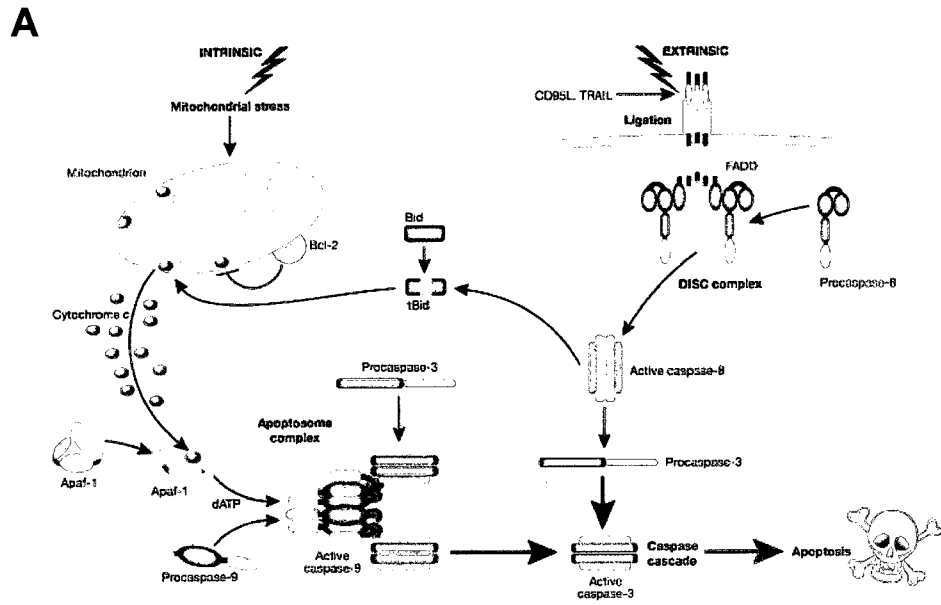 A
INTRINSIC
EXTRINSIC
Mitochondrial stress
CD95L, TRAIL
Ligation
Mitochondrion
FADD
Bid
Bcl-2
tBid
DISC complex
Procaspase-8
Cytochrome c
Procaspase-3
Active caspase-8
Apoptosome
complex
Procaspase-3
Apaf-1
Apaf-1
dATP
Procaspase-9
Active
caspase-9
Caspase
cascade
Active
caspase-3
Apoptosis